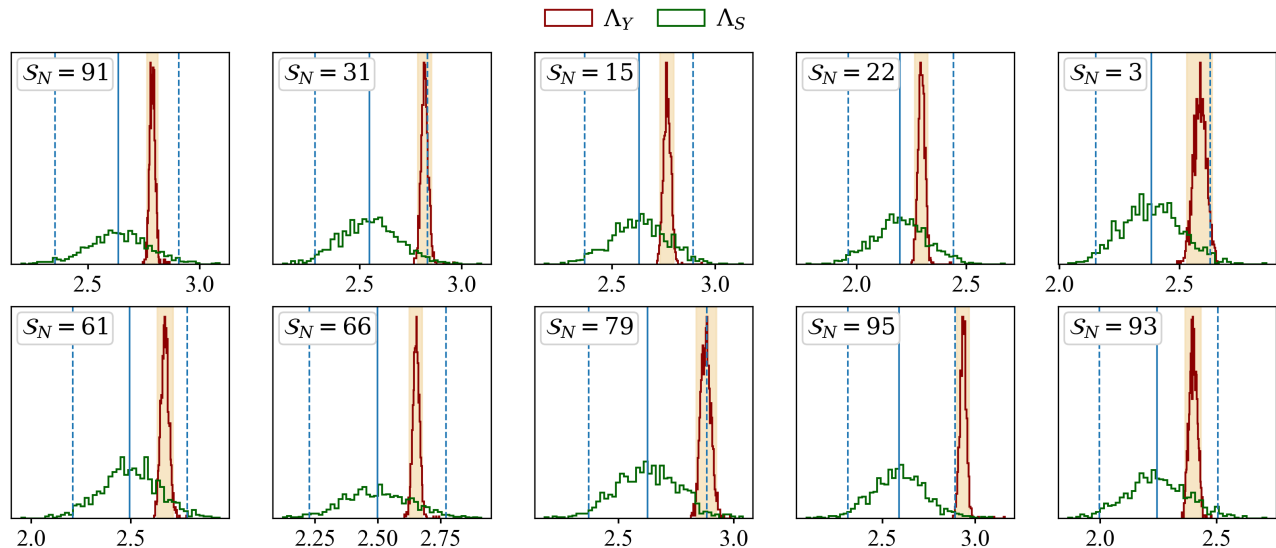 Λ_Y Λ_S
𝒮_N = 91 𝒮_N = 31 𝒮_N = 15 𝒮_N = 22 𝒮_N = 3
2.5 3.0 2.5 3.0 2.5 3.0 2.0 2.5 2.0 2.5
𝒮_N = 61 𝒮_N = 66 𝒮_N = 79 𝒮_N = 95 𝒮_N = 93
2.0 2.5 2.25 2.50 2.75 2.5 3.0 2.5 3.0 2.0 2.5